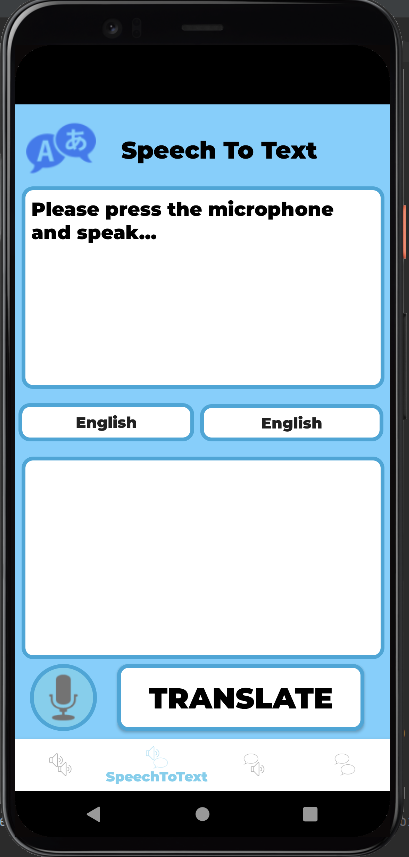 A あ
Speech To Text
Please press the microphone
and speak...
English English
TRANSLATE
SpeechToText